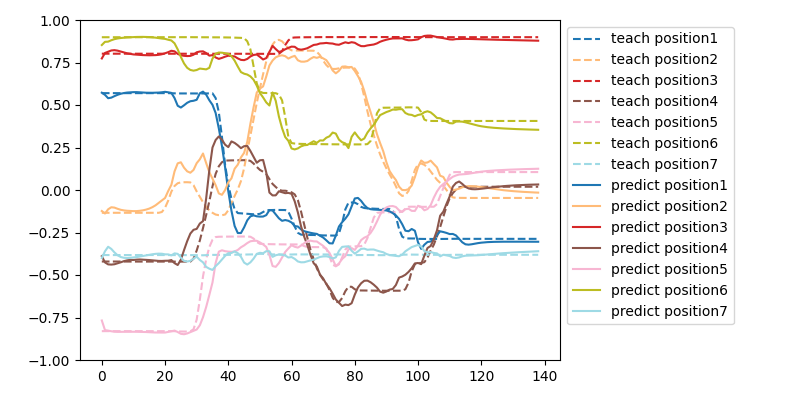 1.00
0.75
0.50
0.25
0.00
−0.25
−0.50
−0.75
−1.00
0 20 40 60 80 100 120 140
teach position1
teach position2
teach position3
teach position4
teach position5
teach position6
teach position7
predict position1
predict position2
predict position3
predict position4
predict position5
predict position6
predict position7